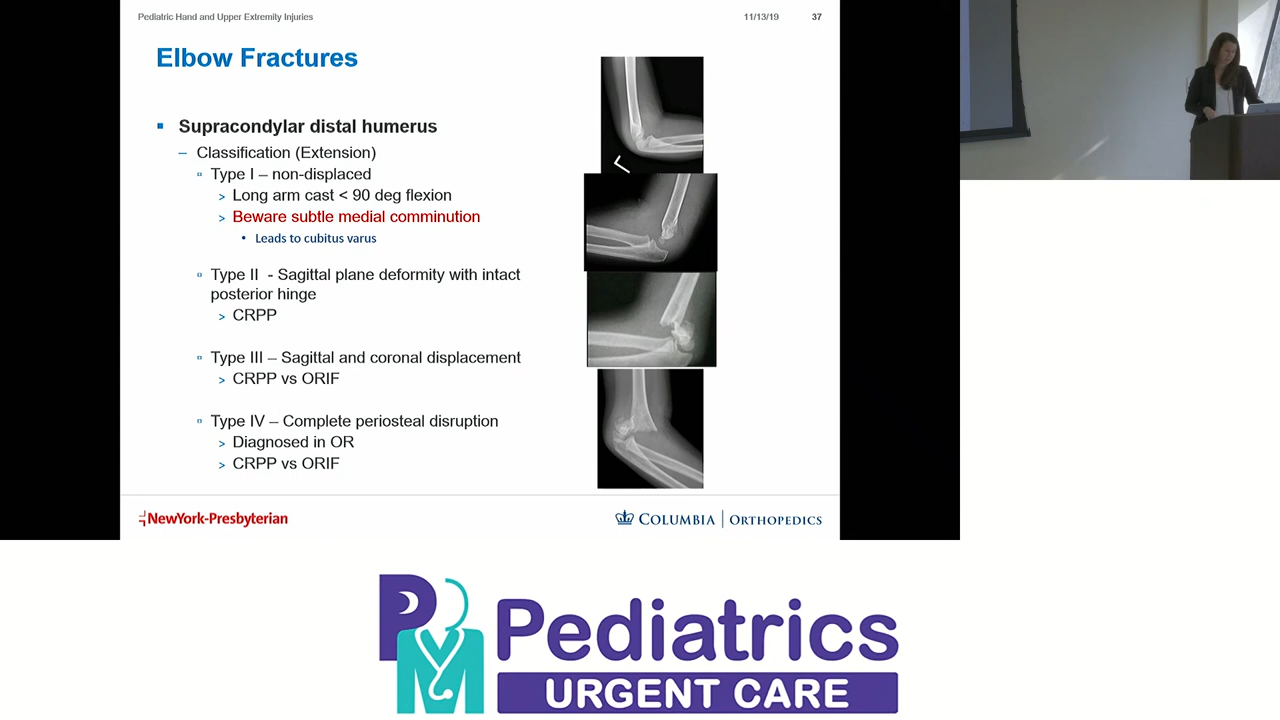 Pediatric Hand and Upper Extremity Injuries 11/13/19 37
Elbow Fractures
Supracondylar distal humerus
– Classification (Extension)
Type I – non-displaced
> Long arm cast < 90 deg flexion
> Beware subtle medial comminution
• Leads to cubitus varus
Type II - Sagittal plane deformity with intact
posterior hinge
> CRPP
Type III – Sagittal and coronal displacement
> CRPP vs ORIF
Type IV – Complete periosteal disruption
> Diagnosed in OR
> CRPP vs ORIF
NewYork-Presbyterian
COLUMBIA | ORTHOPEDICS
PM Pediatrics
URGENT CARE